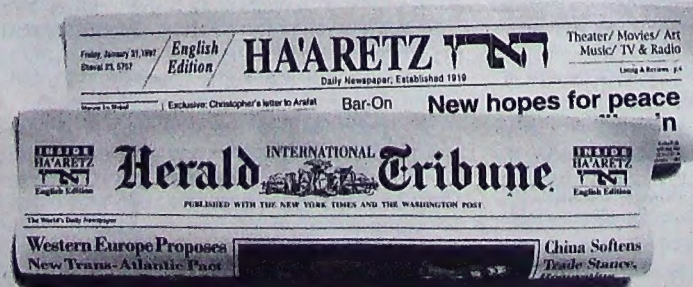 Friday, January 31, 1997
Shevat 23, 5757
English
Edition
HA'ARETZ הארץ
Theater/ Movies/ Art
Music/ TV & Radio
Daily Newspaper, Established 1919
Listing & Reviews p.6
Exclusive: Christopher's letter to Arafat
Bar-On
New hopes for peace
n
INSIDE
HA'ARETZ
הארץ
English Edition
Herald INTERNATIONAL Tribune
INSIDE
HA'ARETZ
הארץ
English Edition
PUBLISHED WITH THE NEW YORK TIMES AND THE WASHINGTON POST
The World's Daily Newspaper
Western Europe Proposes
New Trans-Atlantic Pact
China Softens
Trade Stance,